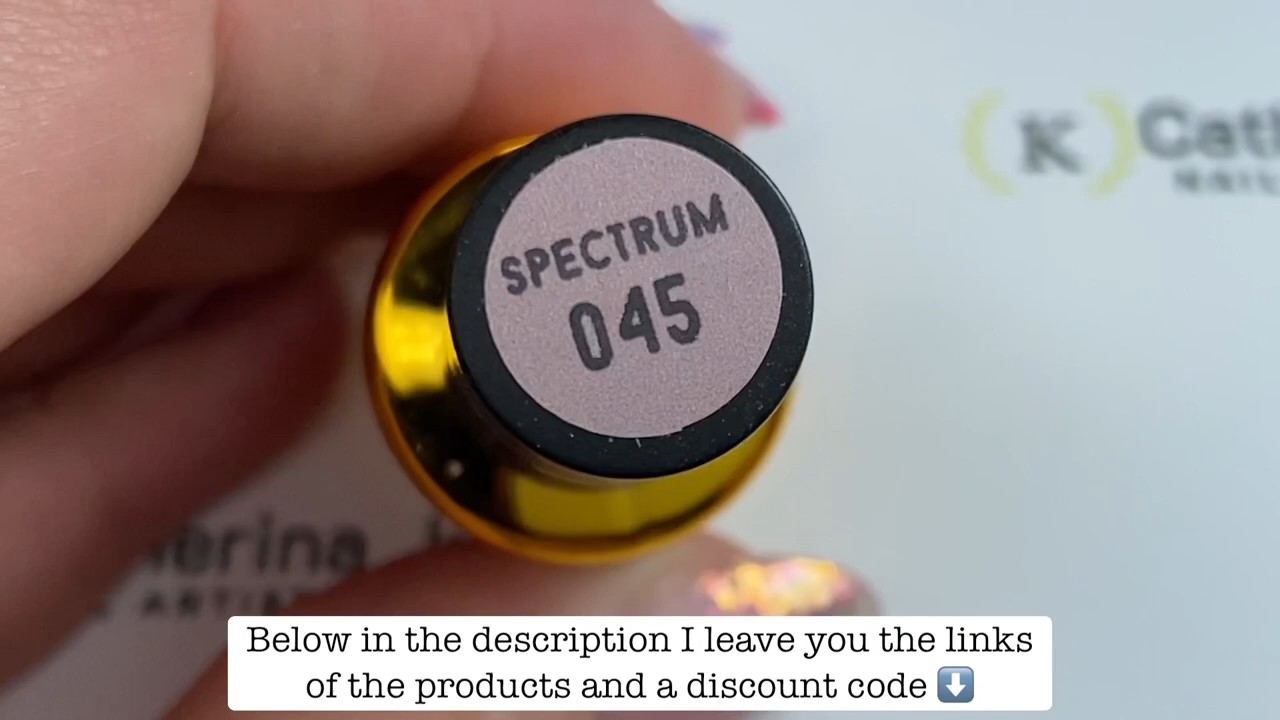 K
SPECTRUM
045
Below in the description I leave you the links
of the products and a discount code ⬇️